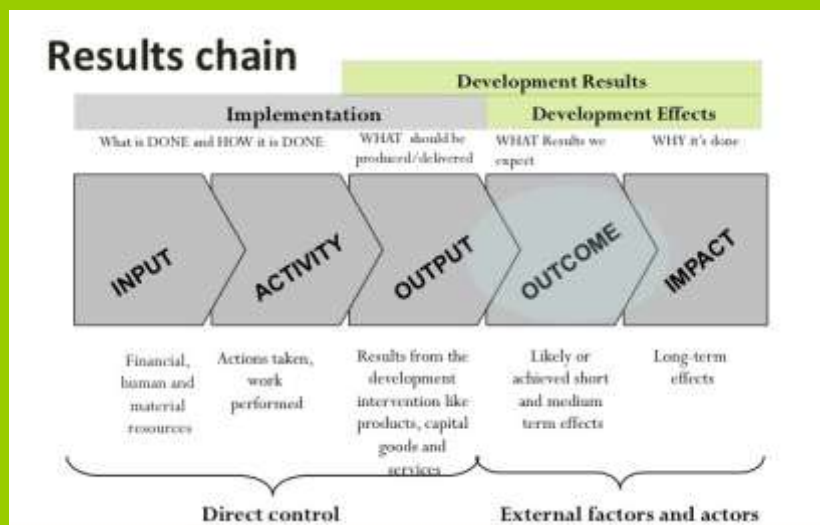 Results chain
Development Results
Implementation
Development Effects
What is DONE and HOW it is DONE
WHAT should be
produced/delivered
WHAT Results we
expect
WHY it's done
INPUT
ACTIVITY
OUTPUT
OUTCOME
IMPACT
Financial,
human and
material
resources
Actions taken,
work
performed
Results from the
development
intervention like
products, capital
goods and
services
Likely or
achieved short
and medium
term effects
Long-term
effects
Direct control
External factors and actors